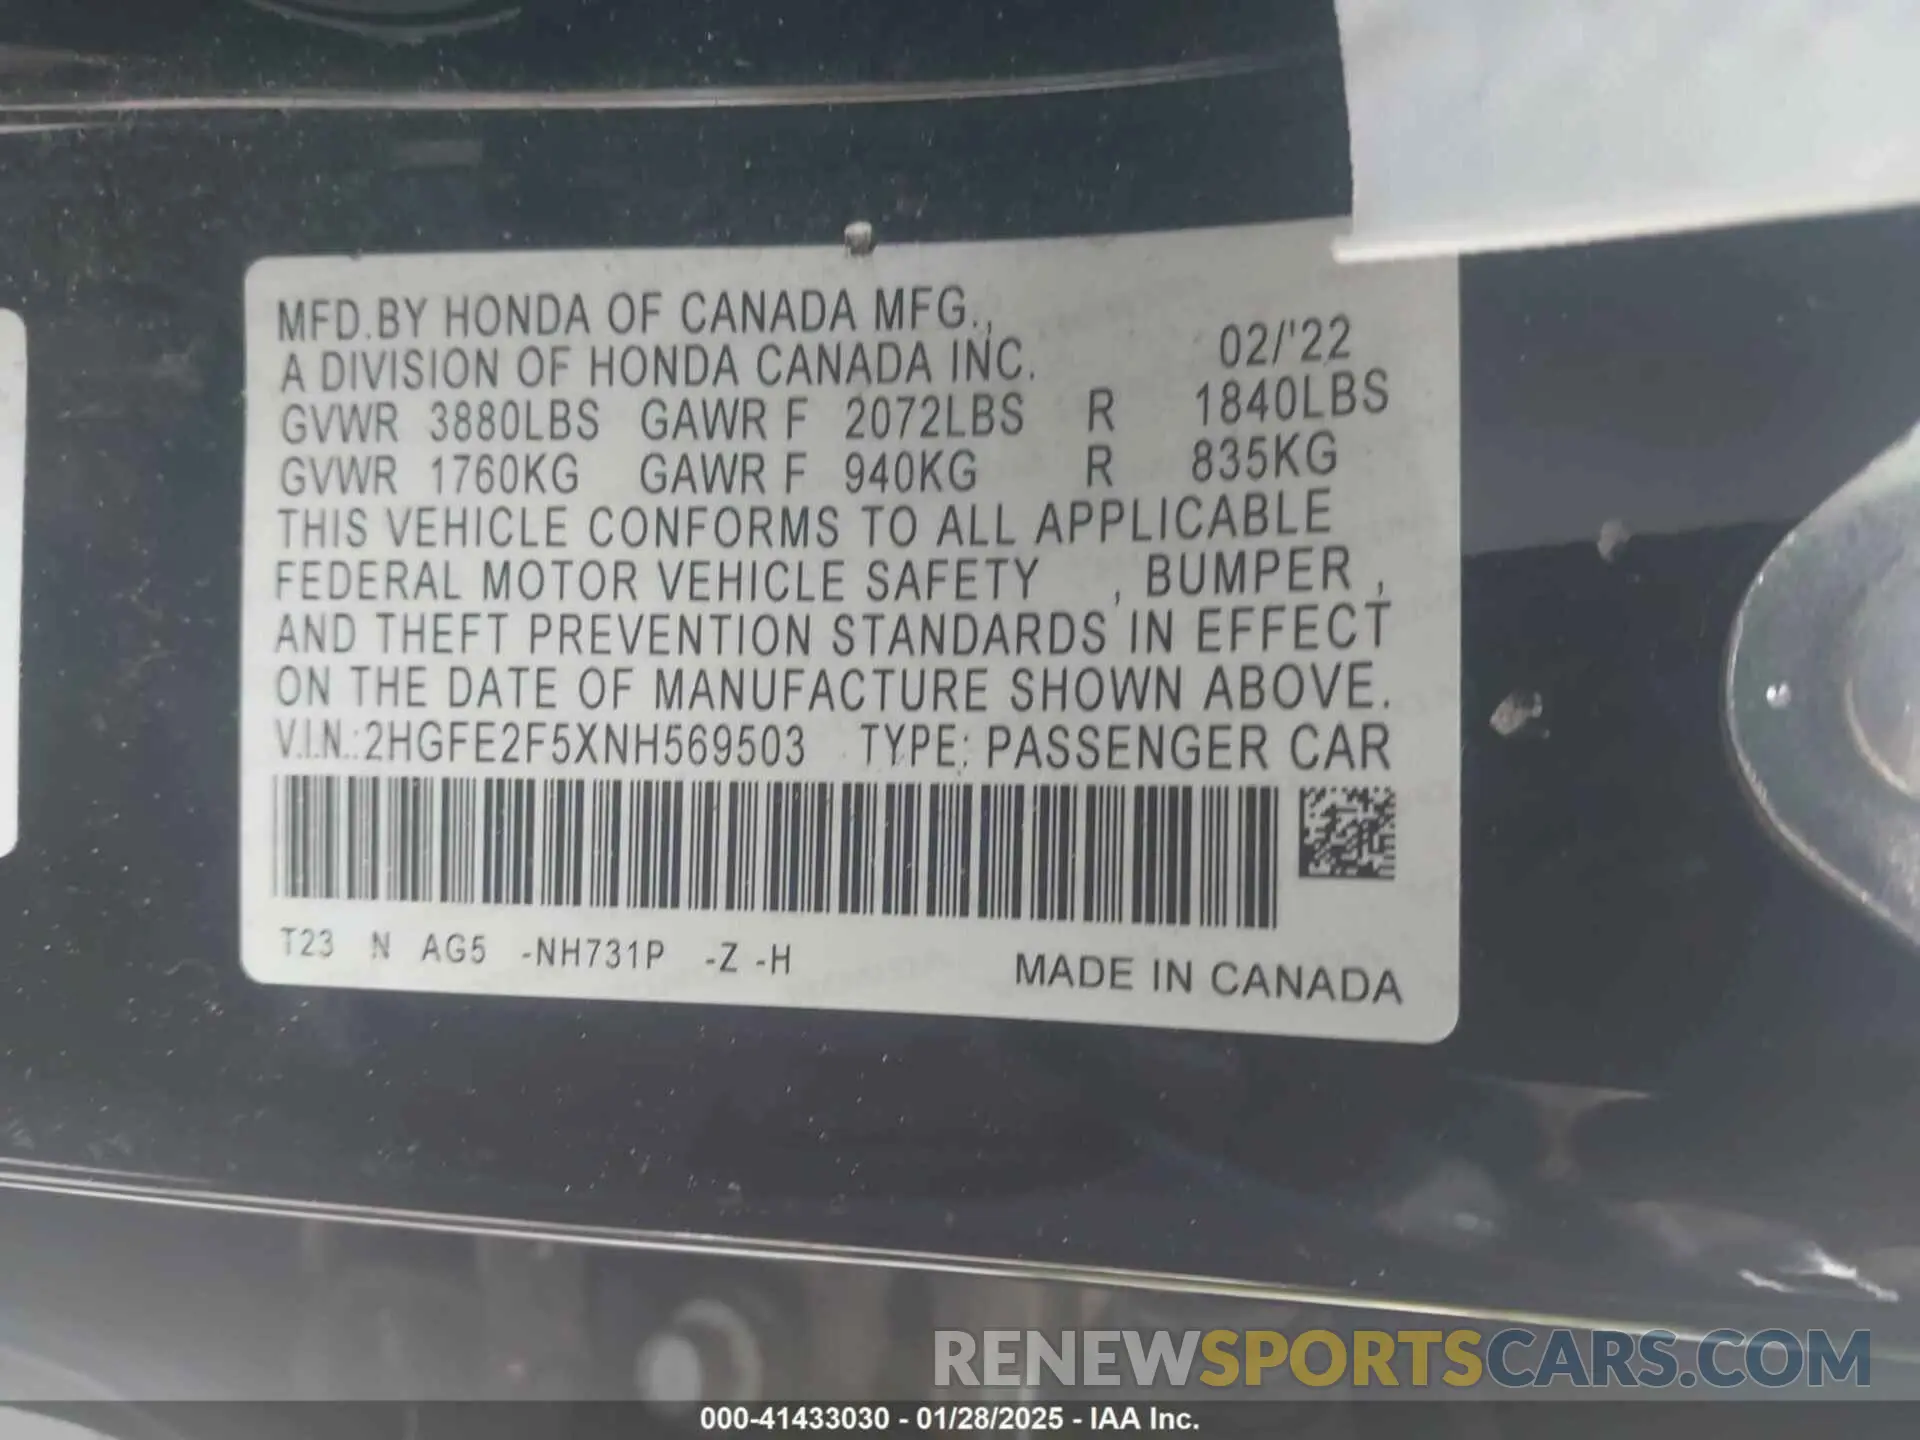 MFD.BY HONDA OF CANADA MFG.,
A DIVISION OF HONDA CANADA INC. 02/'22
GVWR 3880LBS GAWR F 2072LBS R 1840LBS
GVWR 1760KG GAWR F 940KG R 835KG
THIS VEHICLE CONFORMS TO ALL APPLICABLE
FEDERAL MOTOR VEHICLE SAFETY , BUMPER ,
AND THEFT PREVENTION STANDARDS IN EFFECT
ON THE DATE OF MANUFACTURE SHOWN ABOVE.
V.I.N.:2HGFE2F5XNH569503 TYPE: PASSENGER CAR
T23 N AG5 -NH731P -Z -H
MADE IN CANADA
RENEWSPORTSCARS.COM
000-41433030 - 01/28/2025 - IAA Inc.